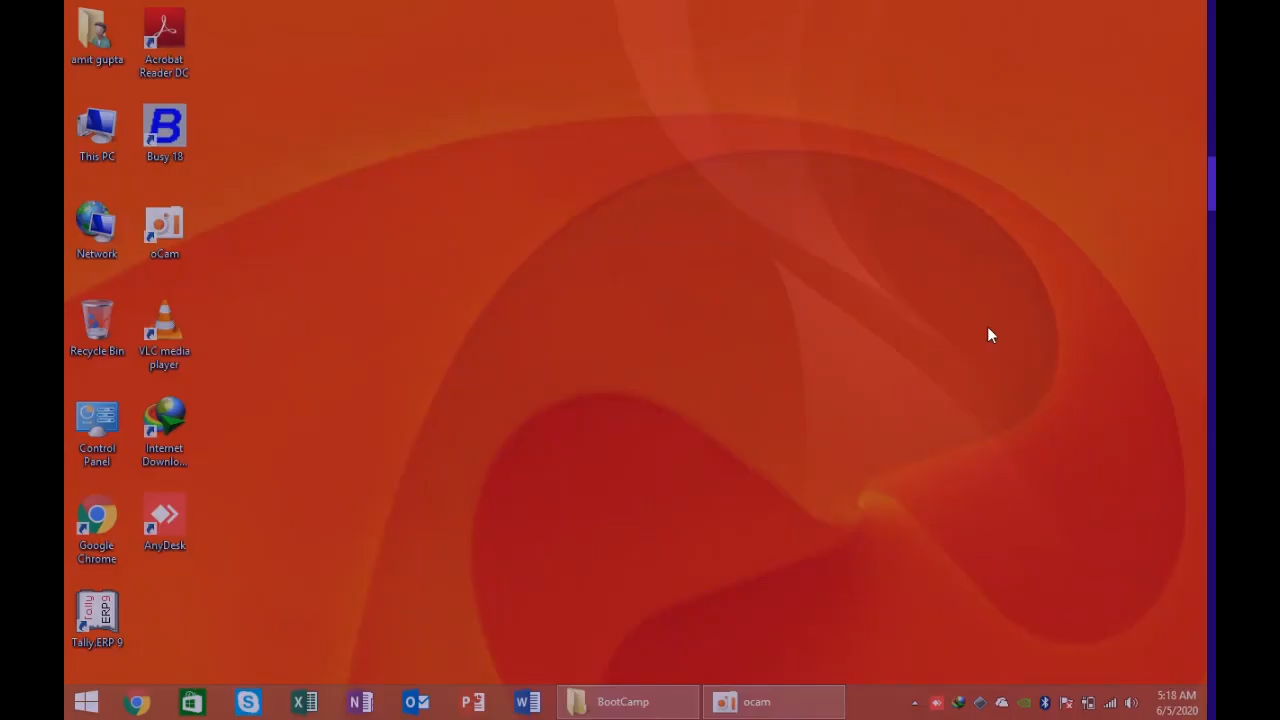 amit gupta
Acrobat
Reader DC
This PC
Busy 18
Network
oCam
Recycle Bin
VLC media
player
Control
Panel
Internet
Downlo...
Google
Chrome
AnyDesk
Tally.ERP 9
BootCamp
ocam
5:18 AM
6/5/2020